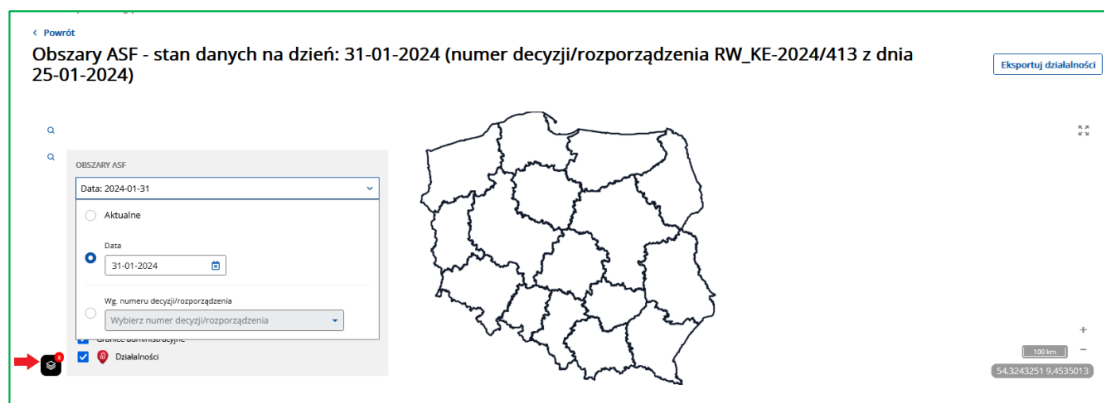 Powrót
Obszary ASF - stan danych na dzień: 31-01-2024 (numer decyzji/rozporządzenia RW_KE-2024/413 z dnia
25-01-2024)
Eksportuj działalności
OBSZARY ASF
Data: 2024-01-31
Aktualne
Data
31-01-2024
Wg. numeru decyzji/rozporządzenia
Wybierz numer decyzji/rozporządzenia
Granice administracyjne
Działalności
100 km
54,3243251 9,4535013